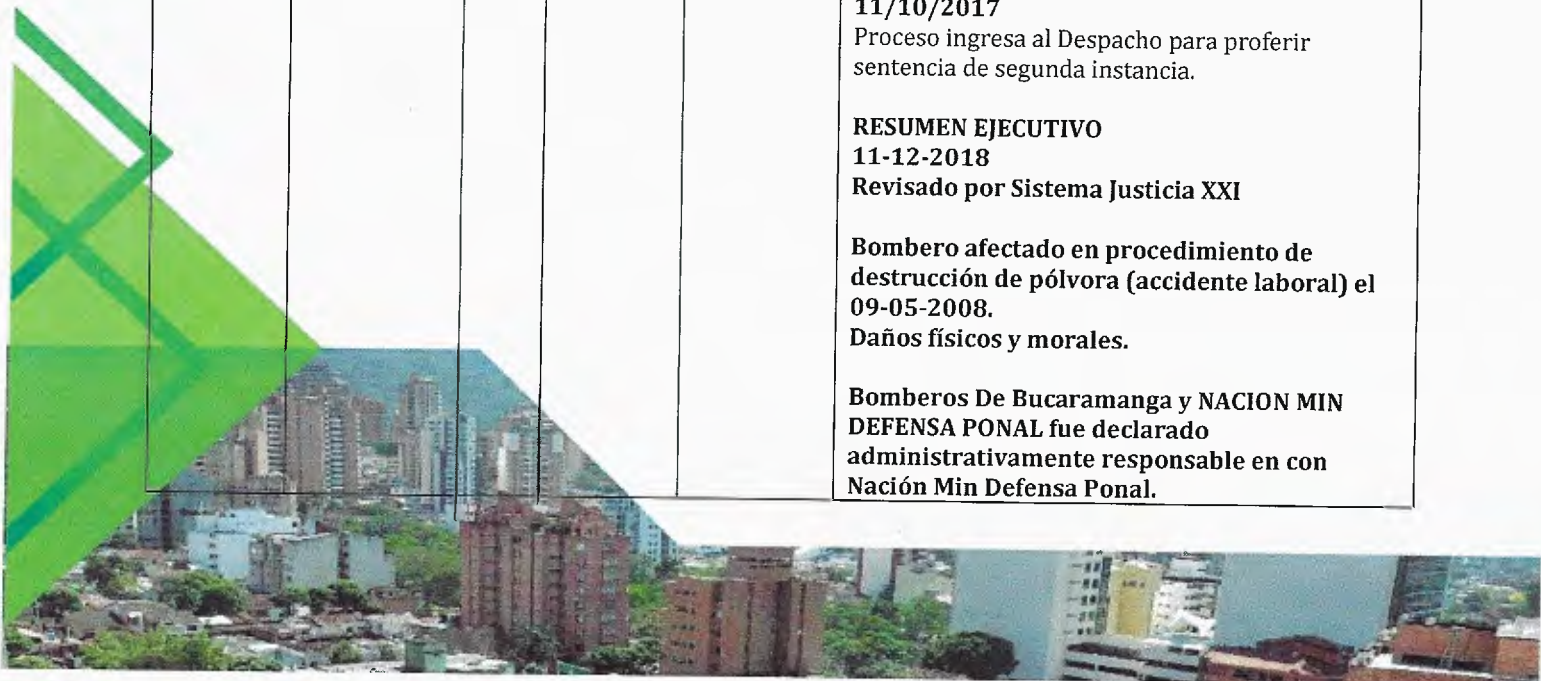 11/10/2017
Proceso ingresa al Despacho para proferir
sentencia de segunda instancia.
RESUMEN EJECUTIVO
11-12-2018
Revisado por Sistema Justicia XXI
Bombero afectado en procedimiento de
destrucción de pólvora (accidente laboral) el
09-05-2008.
Daños físicos y morales.
Bomberos De Bucaramanga y NACION MIN
DEFENSA PONAL fue declarado
administrativamente responsable en con
Nación Min Defensa Ponal.